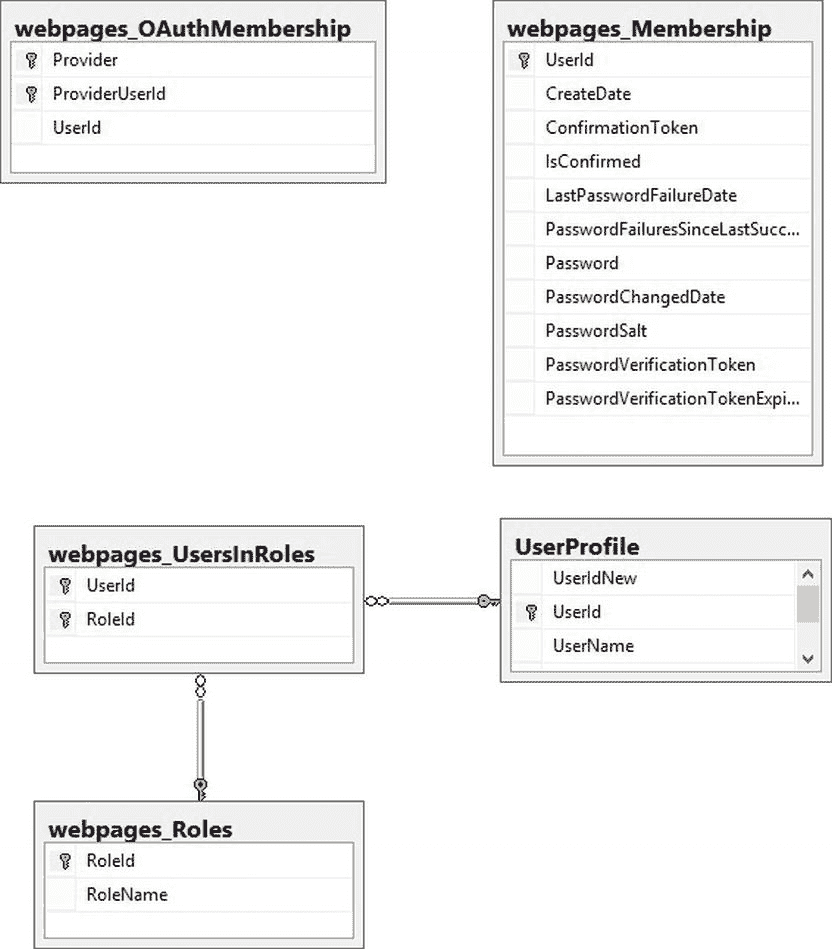 webpages_OAuthMembership
Provider
ProviderUserId
UserId
webpages_Membership
UserId
CreateDate
ConfirmationToken
IsConfirmed
LastPasswordFailureDate
PasswordFailuresSinceLastSucc...
Password
PasswordChangedDate
PasswordSalt
PasswordVerificationToken
PasswordVerificationTokenExpi...
webpages_UsersInRoles
UserId
RoleId
UserProfile
UserIdNew
UserId
UserName
webpages_Roles
RoleId
RoleName